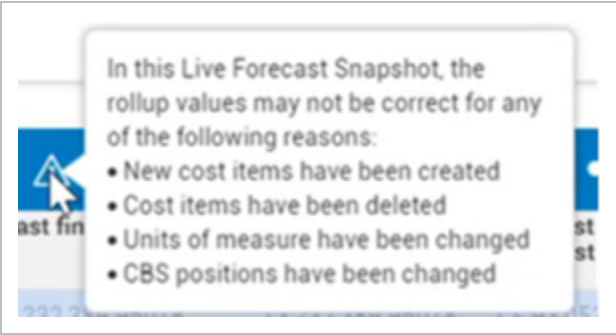 In this Live Forecast Snapshot, the
rollup values may not be correct for any
of the following reasons:
• New cost items have been created
• Cost items have been deleted
ast fin
• Units of measure have been changed
st
st
• CBS positions have been changed